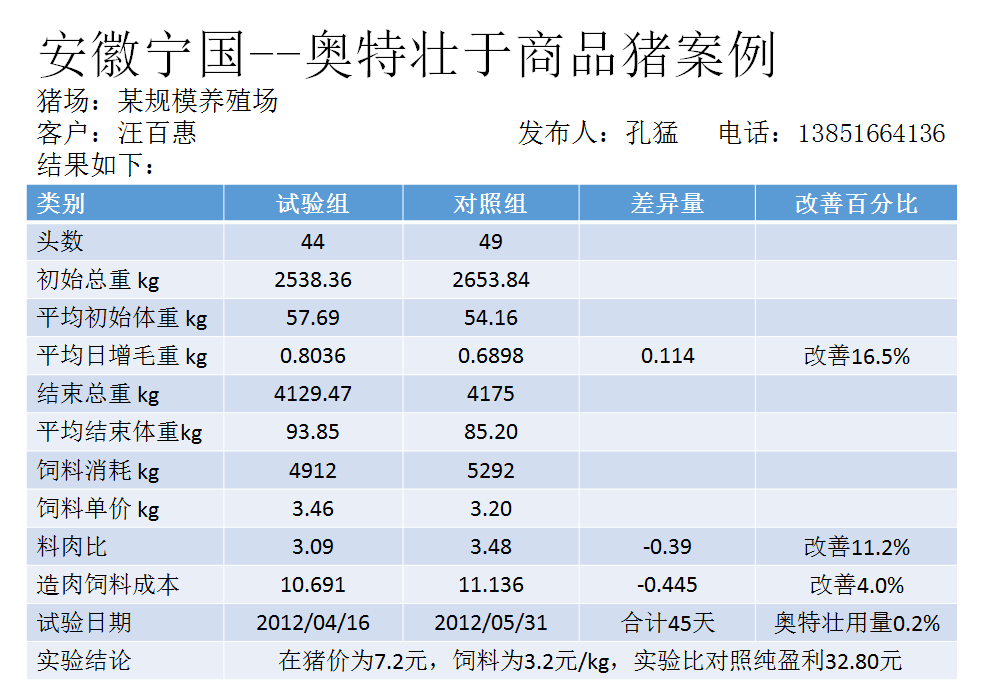 安徽宁国--奥特壮于商品猪案例
猪场：某规模养殖场
客户：汪百惠 发布人：孔猛 电话：13851664136
结果如下：
类别 试验组 对照组 差异量 改善百分比
头数 44 49
初始总重 kg 2538.36 2653.84
平均初始体重 kg 57.69 54.16
平均日增毛重 kg 0.8036 0.6898 0.114 改善16.5%
结束总重 kg 4129.47 4175
平均结束体重kg 93.85 85.20
饲料消耗 kg 4912 5292
饲料单价 kg 3.46 3.20
料肉比 3.09 3.48 -0.39 改善11.2%
造肉饲料成本 10.691 11.136 -0.445 改善4.0%
试验日期 2012/04/16 2012/05/31 合计45天 奥特壮用量0.2%
实验结论 在猪价为7.2元，饲料为3.2元/kg，实验比对照纯盈利32.80元